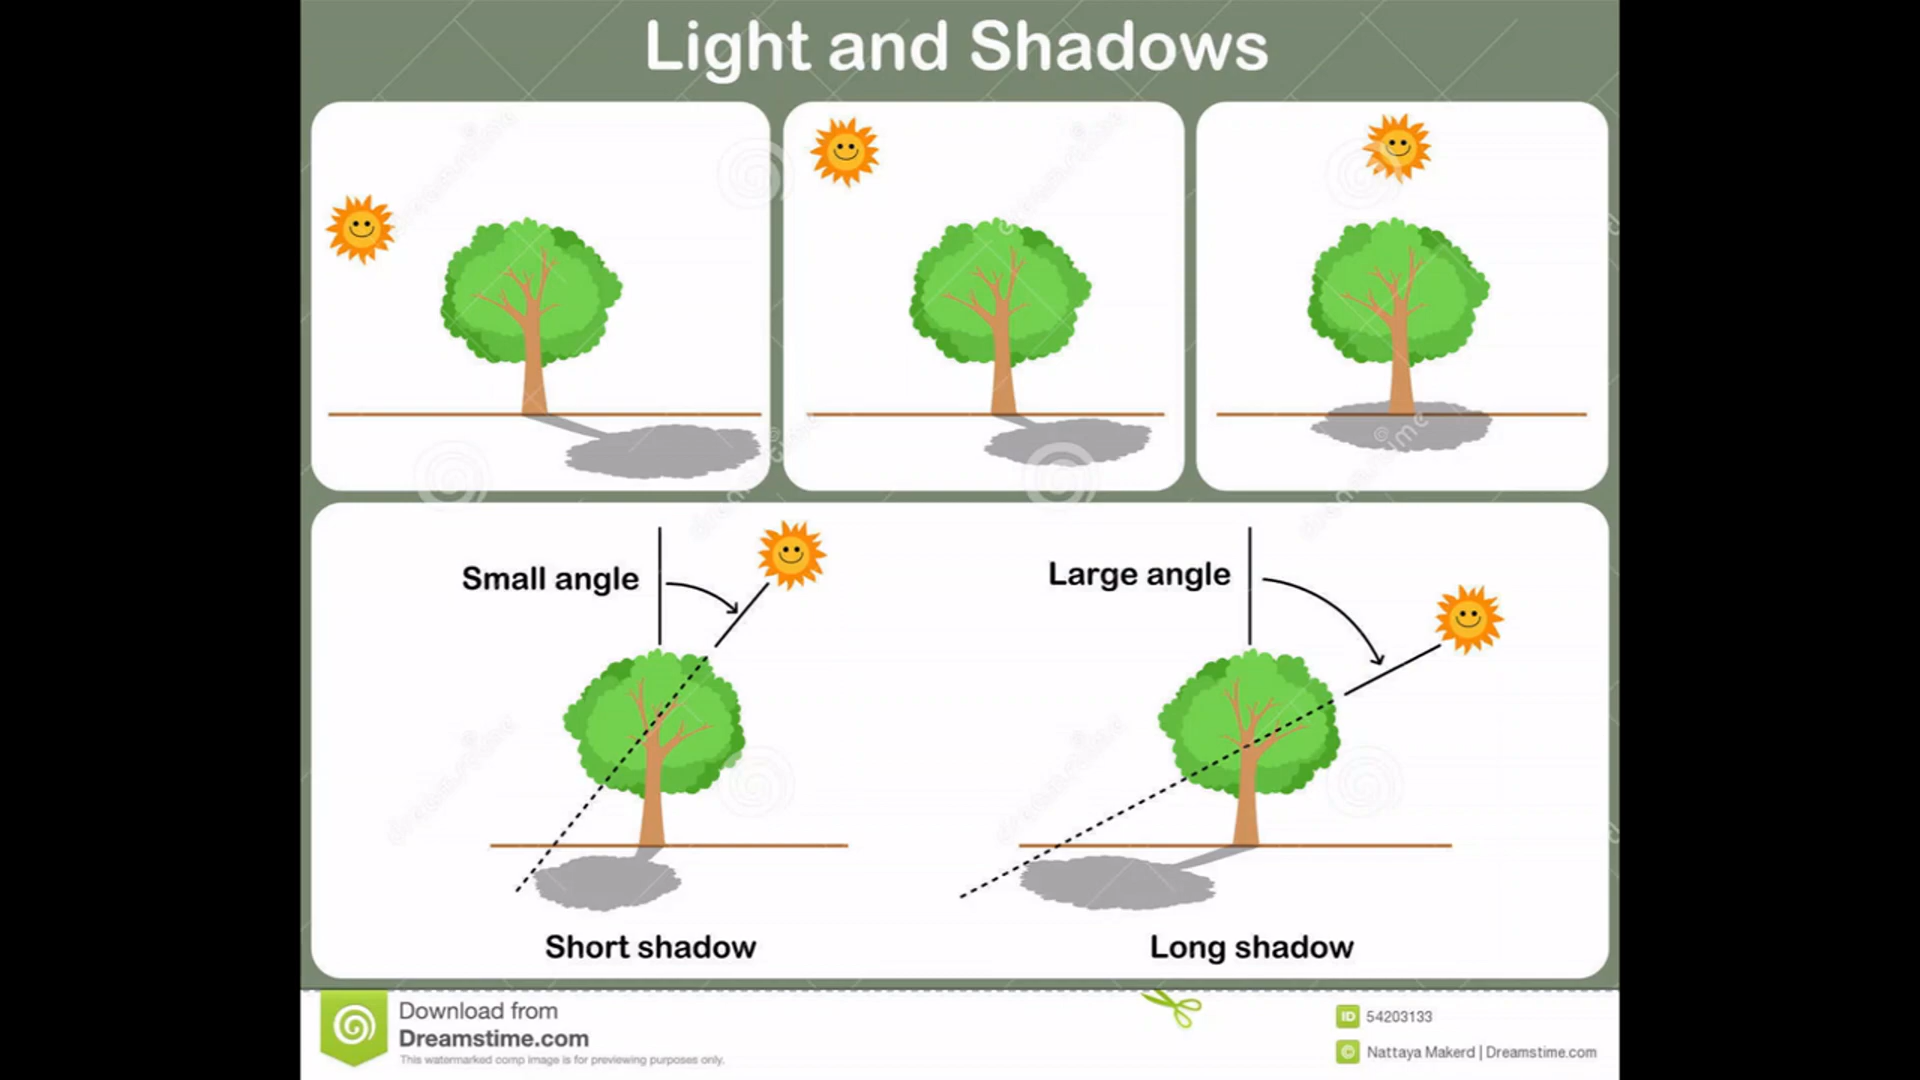 Light and Shadows
Small angle
Large angle
Short shadow
Long shadow
Download from
Dreamstime.com
This watermarked comp image is for previewing purposes only.
ID 54203133
© Nattaya Makerd | Dreamstime.com